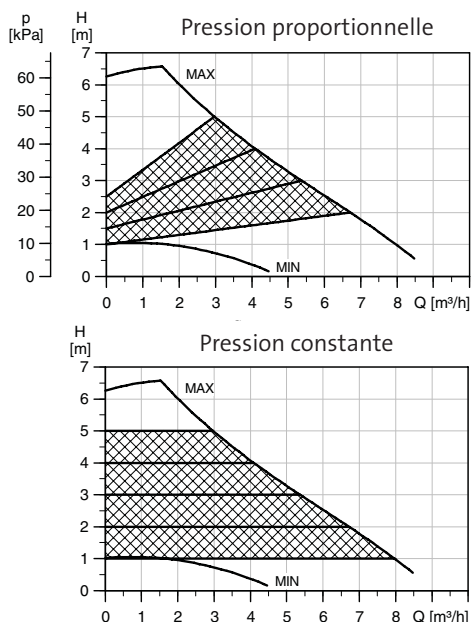 Pression proportionnelle
p
[kPa]
H
[m]
60
50
40
30
20
10
0
7
6
5
4
3
2
1
0
MAX
MIN
0 1 2 3 4 5 6 7 8 Q [m³/h]
Pression constante
H
[m]
7
6
5
4
3
2
1
0
MAX
MIN
0 1 2 3 4 5 6 7 8 Q [m³/h]